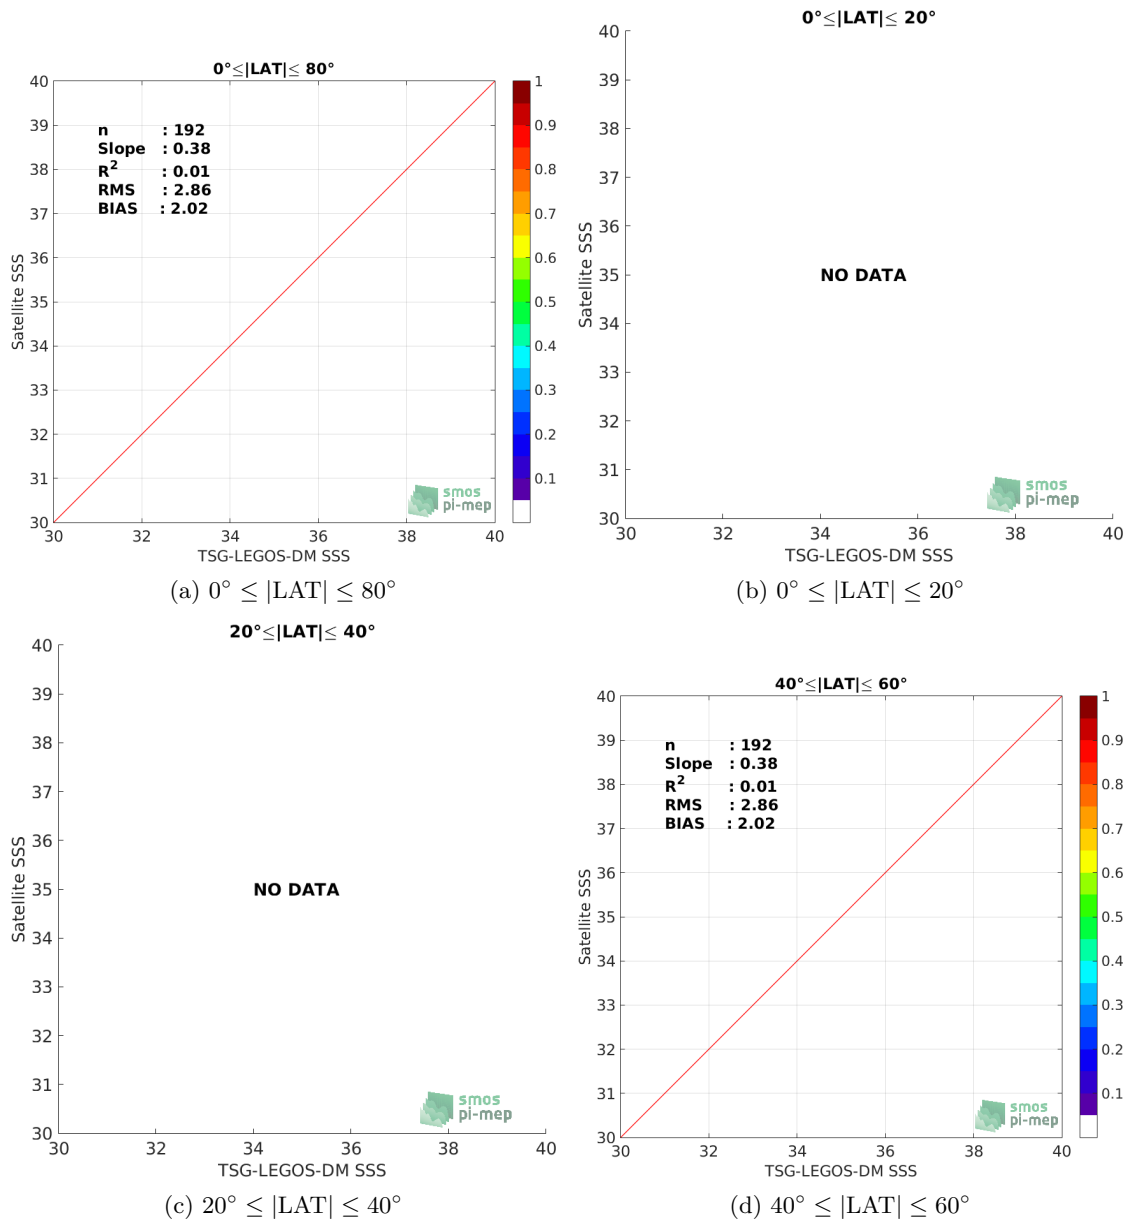 0°≤|LAT|≤ 80°
n : 192
Slope : 0.38
R² : 0.01
RMS : 2.86
BIAS : 2.02
40
39
38
37
36
35
34
33
32
31
30
Satellite SSS
30 32 34 36 38 40
TSG-LEGOS-DM SSS
1
0.9
0.8
0.7
0.6
0.5
0.4
0.3
0.2
0.1
smos
pi-mep
(a) 0° ≤ |LAT| ≤ 80°
0°≤|LAT|≤ 20°
40
39
38
37
36
35
34
33
32
31
30
Satellite SSS
NO DATA
smos
pi-mep
30 32 34 36 38 40
TSG-LEGOS-DM SSS
(b) 0° ≤ |LAT| ≤ 20°
20°≤|LAT|≤ 40°
40
39
38
37
36
35
34
33
32
31
30
Satellite SSS
NO DATA
smos
pi-mep
30 32 34 36 38 40
TSG-LEGOS-DM SSS
(c) 20° ≤ |LAT| ≤ 40°
40°≤|LAT|≤ 60°
n : 192
Slope : 0.38
R² : 0.01
RMS : 2.86
BIAS : 2.02
40
39
38
37
36
35
34
33
32
31
30
Satellite SSS
30 32 34 36 38 40
TSG-LEGOS-DM SSS
1
0.9
0.8
0.7
0.6
0.5
0.4
0.3
0.2
0.1
smos
pi-mep
(d) 40° ≤ |LAT| ≤ 60°